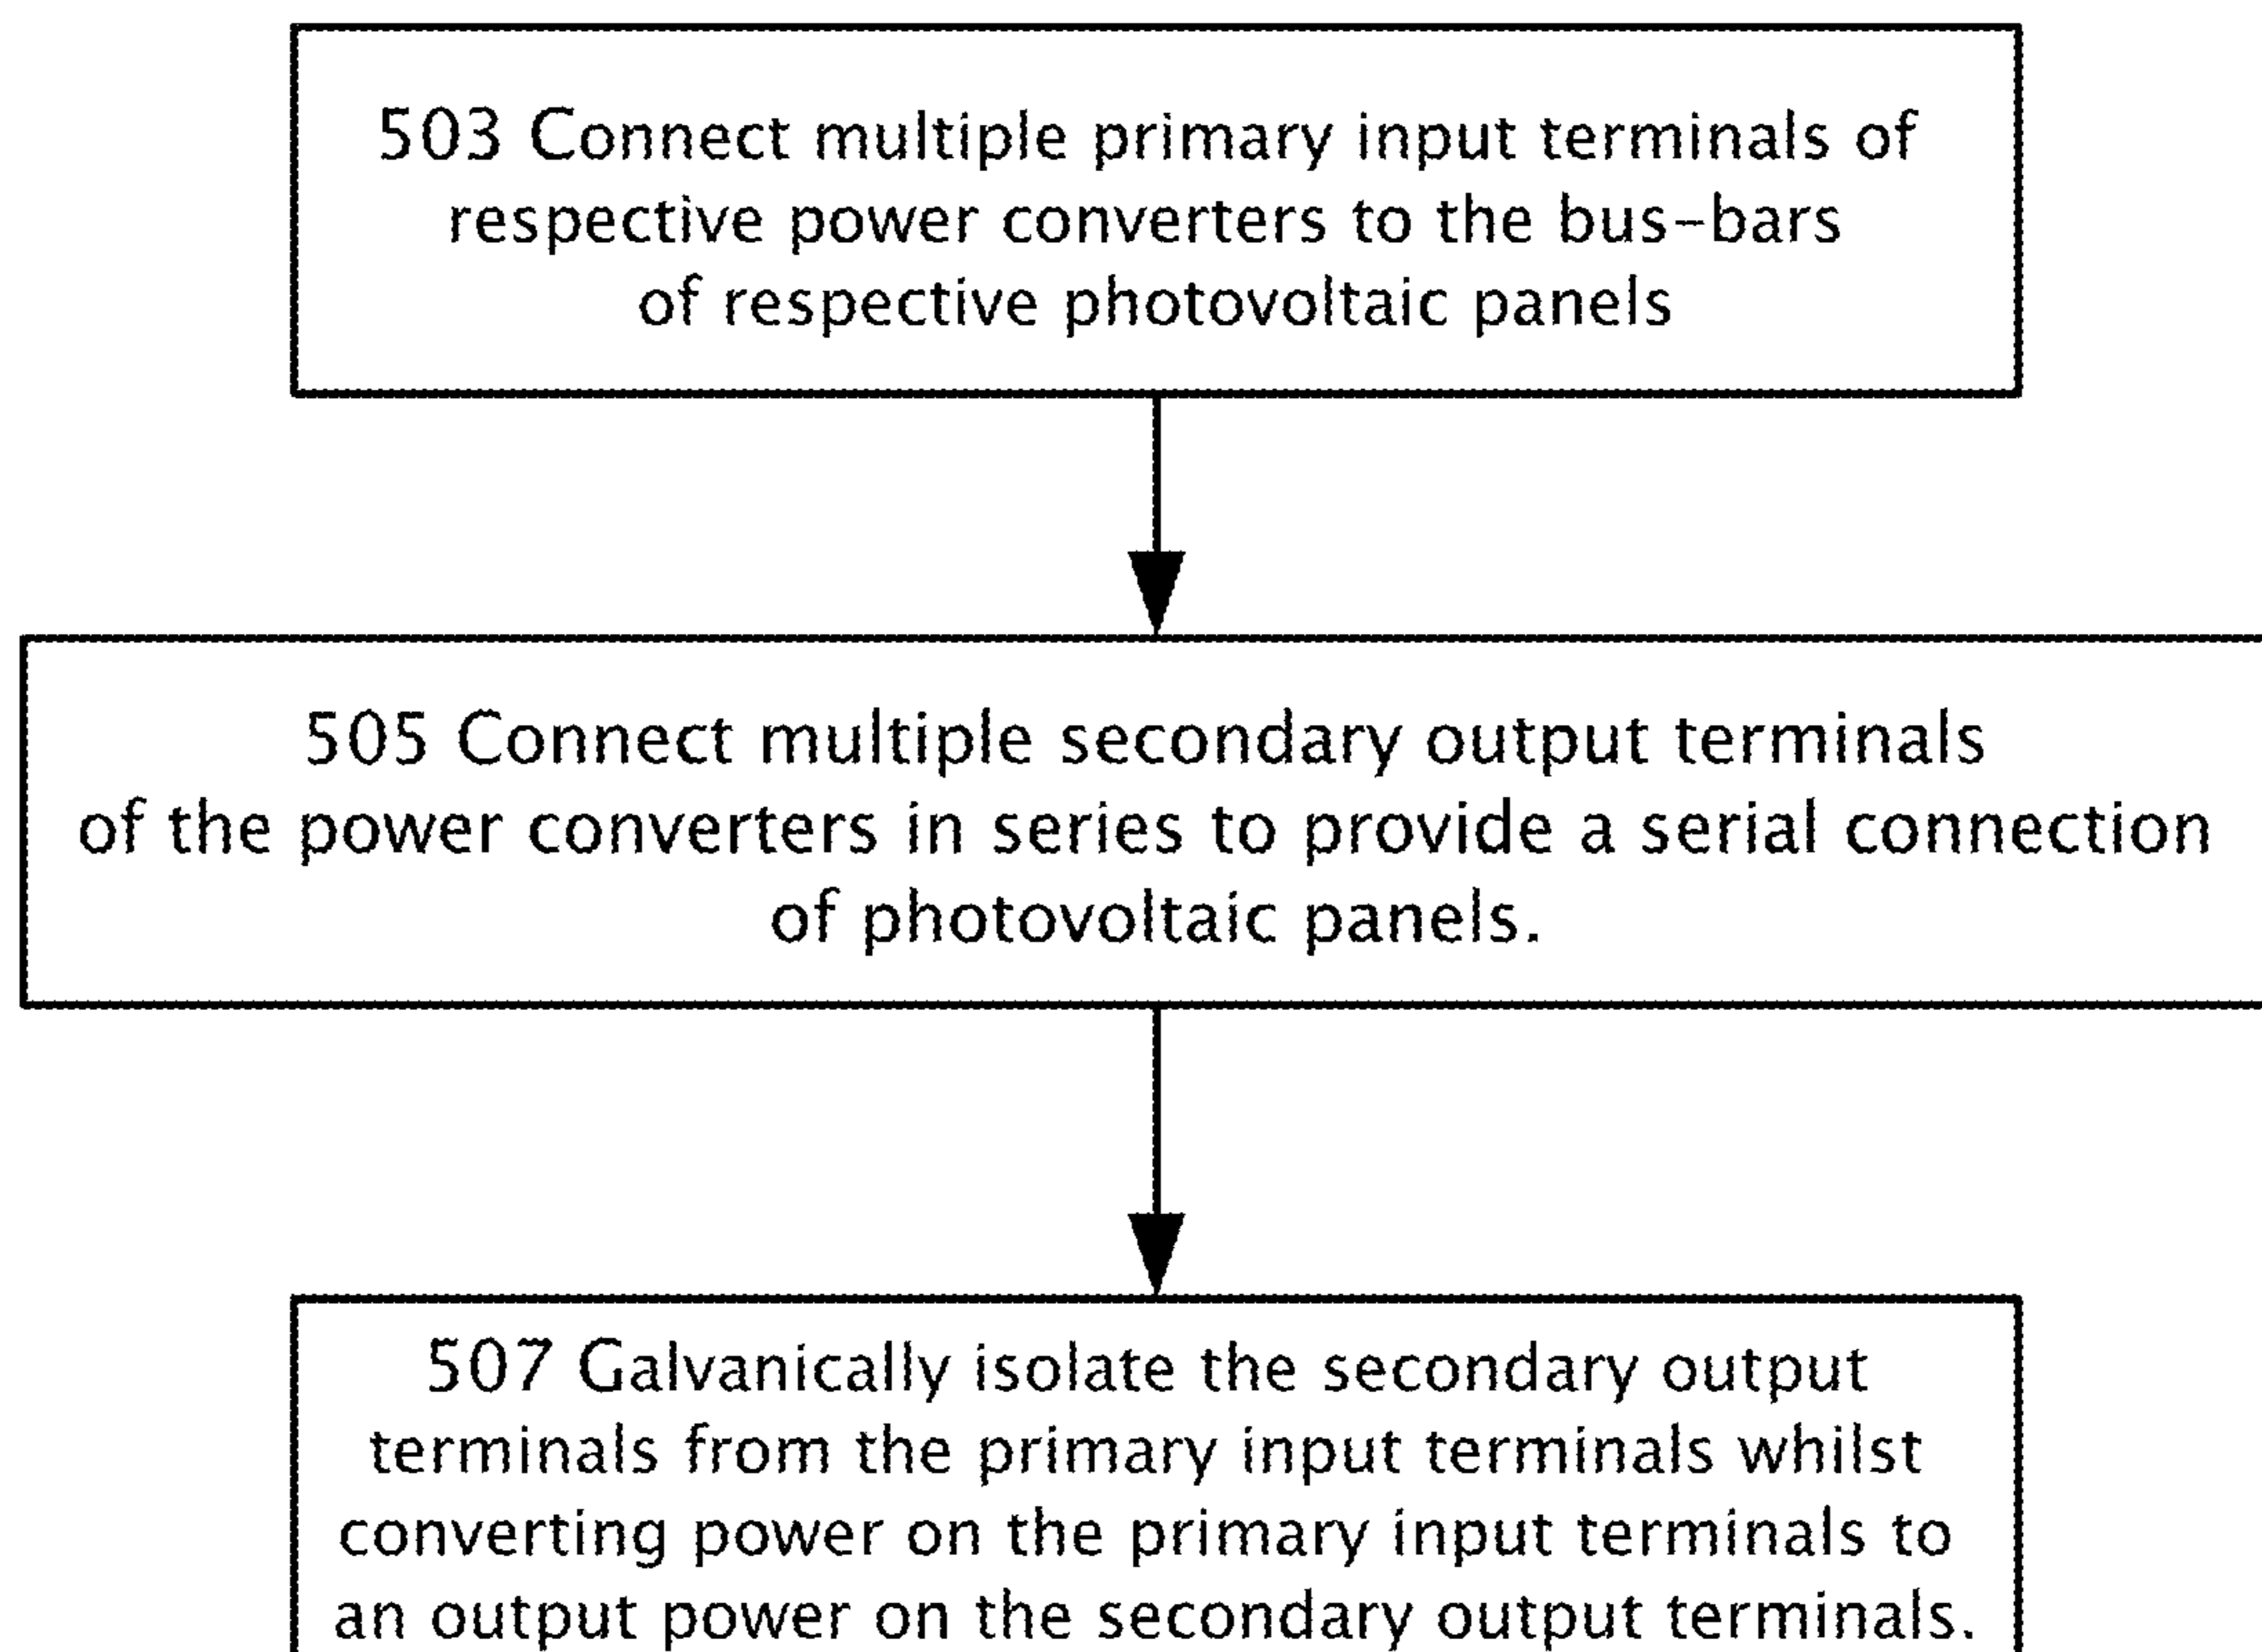 503 Connect multiple primary input terminals of
respective power converters to the bus-bars
of respective photovoltaic panels
505 Connect multiple secondary output terminals
of the power converters in series to provide a serial connection
of photovoltaic panels.
507 Galvanically isolate the secondary output
terminals from the primary input terminals whilst
converting power on the primary input terminals to
an output power on the secondary output terminals.